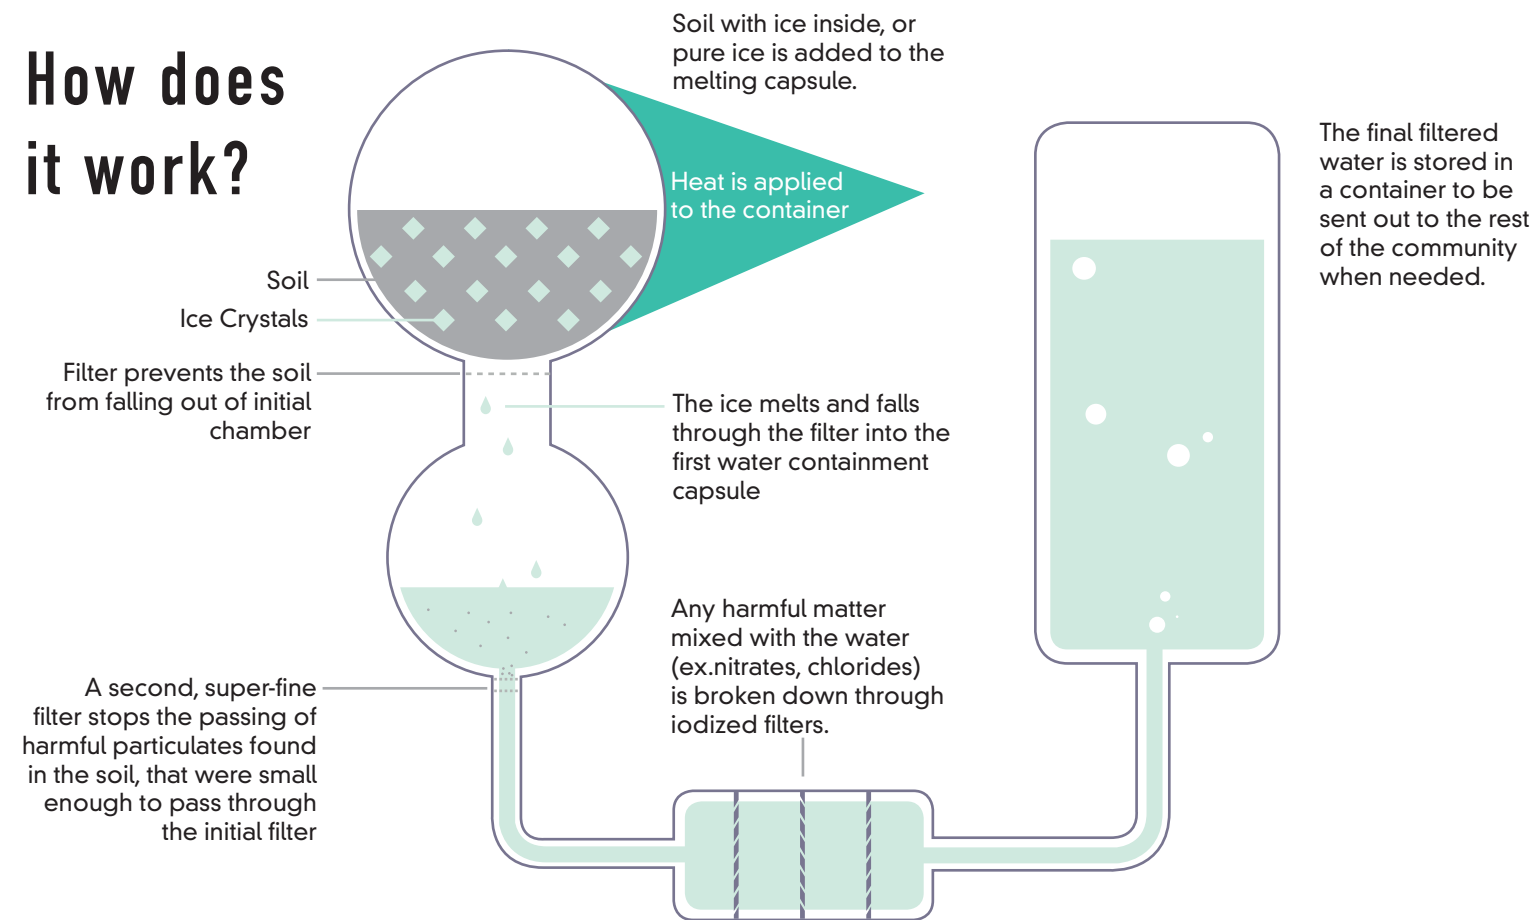 How does
it work?
Soil with ice inside, or
pure ice is added to the
melting capsule.
Heat is applied
to the container
Soil
Ice Crystals
Filter prevents the soil
from falling out of initial
chamber
The ice melts and falls
through the filter into the
first water containment
capsule
A second, super-fine
filter stops the passing of
harmful particulates found
in the soil, that were small
enough to pass through
the initial filter
Any harmful matter
mixed with the water
(ex.nitrates, chlorides)
is broken down through
iodized filters.
The final filtered
water is stored in
a container to be
sent out to the rest
of the community
when needed.